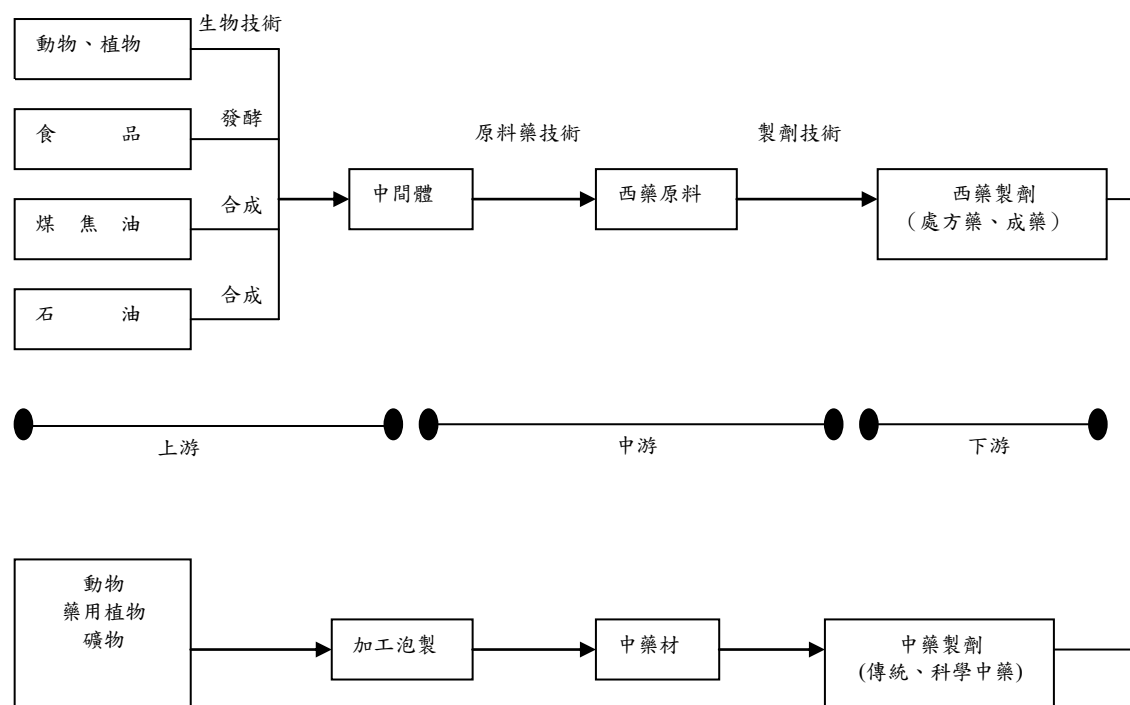 生物技術
動物、植物
發酵
食品
原料藥技術
製劑技術
中間體
西藥原料
西藥製劑
（處方藥、成藥）
合成
煤焦油
合成
石油
上游
中游
下游
動物
藥用植物
礦物
加工泡製
中藥材
中藥製劑
(傳統、科學中藥)